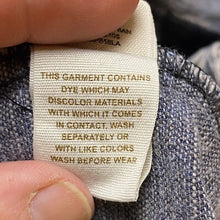 THIS GARMENT CONTAINS
DYE WHICH MAY
DISCOLOR MATERIALS
WITH WHICH IT COMES
IN CONTACT. WASH
SEPARATELY OR
WITH LIKE COLORS
WASH BEFORE WEAR